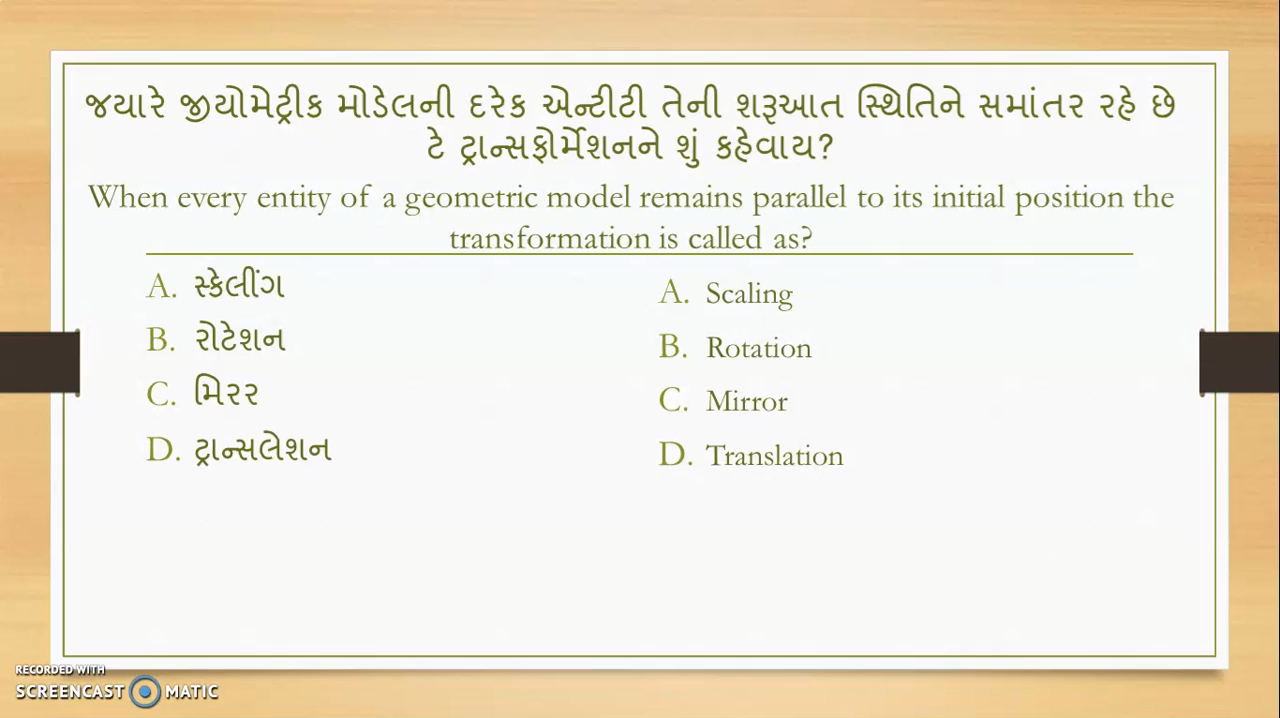 જયારે જીયોમેટ્રીક મોડેલની દરેક એન્ટીટી તેની શરૂઆત સ્થિતિને સમાંતર રહે છે
ટે ટ્રાન્સફોર્મેશનને શું કહેવાય?
When every entity of a geometric model remains parallel to its initial position the
transformation is called as?
A. સ્કેલીંગ
B. રોટેશન
C. મિરર
D. ટ્રાન્સલેશન
A. Scaling
B. Rotation
C. Mirror
D. Translation
RECORDED WITH
SCREENCAST MATIC